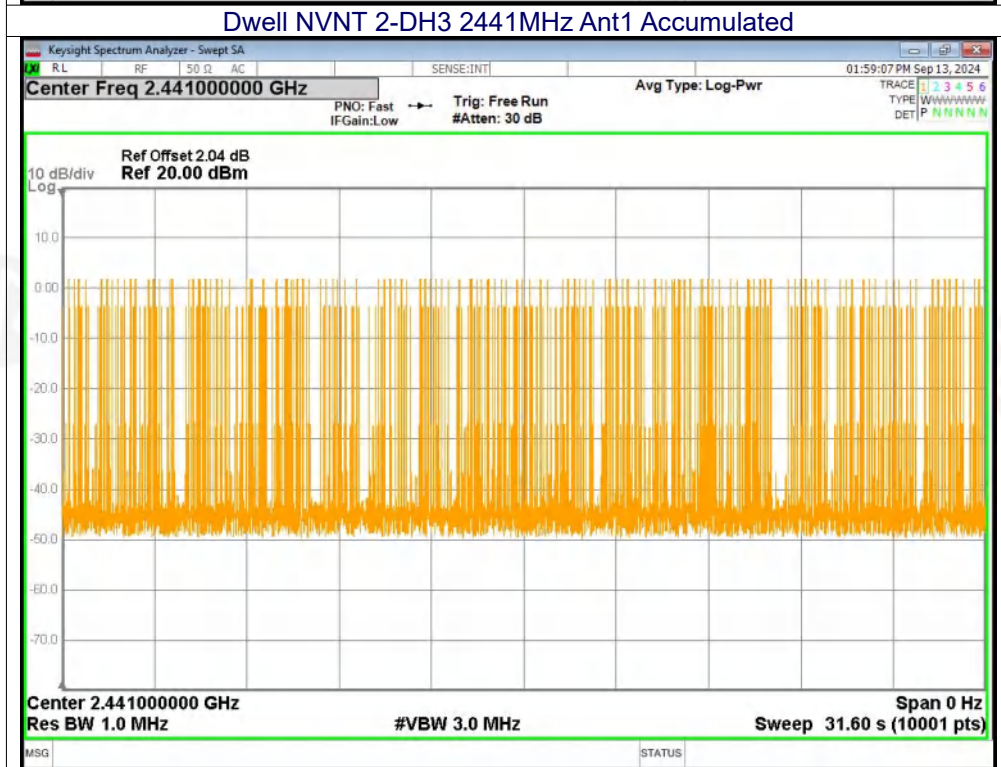 Dwell NVNT 2-DH3 2441MHz Ant1 Accumulated
Keysight Spectrum Analyzer - Swept SA
RL RF 50 Ω AC SENSE:INT 01:59:07 PM Sep 13, 2024
Center Freq 2.441000000 GHz Avg Type: Log-Pwr TRACE 1 2 3 4 5 6
PNO: Fast Trig: Free Run TYPE WWWWWWW
IFGain:Low #Atten: 30 dB DET P N N N N N
Ref Offset 2.04 dB
10 dB/div Ref 20.00 dBm
Log
10.0
0.00
-10.0
-20.0
-30.0
-40.0
-50.0
-60.0
-70.0
Center 2.441000000 GHz Span 0 Hz
Res BW 1.0 MHz #VBW 3.0 MHz Sweep 31.60 s (10001 pts)
MSG STATUS